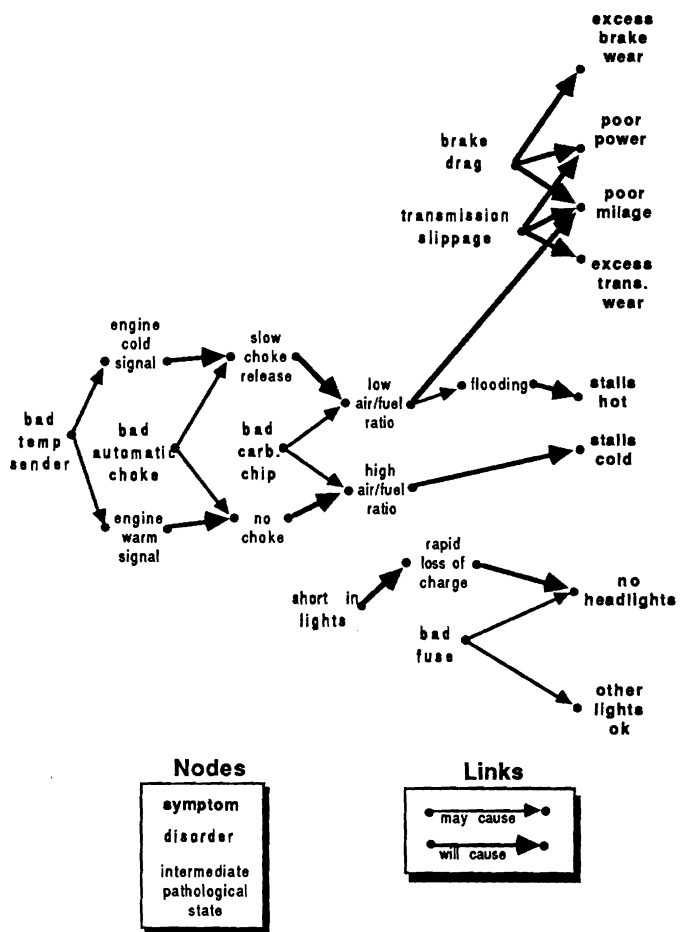 excess
brake
wear
poor
power
brake
drag
poor
milage
transmission
slippage
excess
trans.
wear
engine
cold
signal
slow
choke
release
low
air/fuel
ratio
flooding
stalls
hot
bad
temp
sender
bad
automatic
choke
bad
carb.
chip
stalls
cold
high
air/fuel
ratio
engine
warm
signal
no
choke
rapid
loss of
charge
short in
lights
no
headlights
bad
fuse
other
lights
ok
Nodes
symptom
disorder
intermediate
pathological
state
Links
may cause
will cause